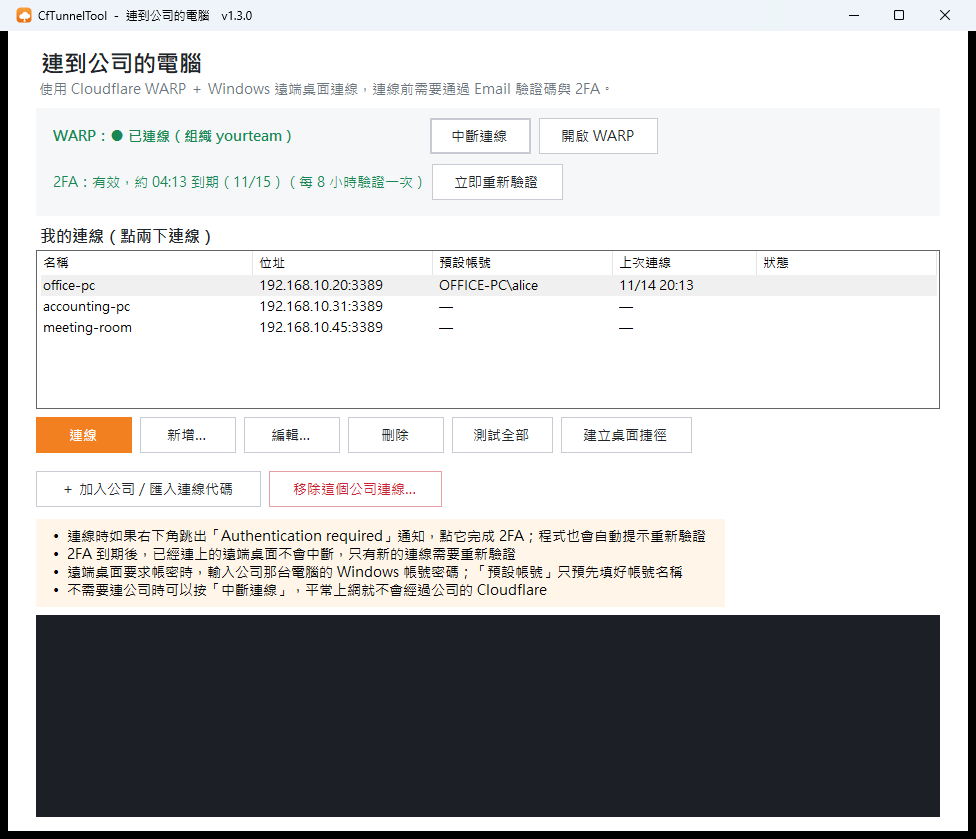 CfTunnelTool - 連到公司的電腦 v1.3.0
連到公司的電腦
使用 Cloudflare WARP + Windows 遠端桌面連線，連線前需要通過 Email 驗證碼與 2FA。
WARP：● 已連線（組織 yourteam） 中斷連線 開啟 WARP
2FA：有效，約 04:13 到期（11/15）（每 8 小時驗證一次） 立即重新驗證
我的連線（點兩下連線）
名稱 位址 預設帳號 上次連線 狀態
office-pc 192.168.10.20:3389 OFFICE-PC\alice 11/14 20:13
accounting-pc 192.168.10.31:3389 — —
meeting-room 192.168.10.45:3389 — —
連線 新增... 編輯... 刪除 測試全部 建立桌面捷徑
+ 加入公司 / 匯入連線代碼 移除這個公司連線...
• 連線時如果右下角跳出「Authentication required」通知，點它完成 2FA；程式也會自動提示重新驗證
• 2FA 到期後，已經連上的遠端桌面不會中斷，只有新的連線需要重新驗證
• 遠端桌面要求帳密時，輸入公司那台電腦的 Windows 帳號密碼；「預設帳號」只預先填好帳號名稱
• 不需要連公司時可以按「中斷連線」，平常上網就不會經過公司的 Cloudflare